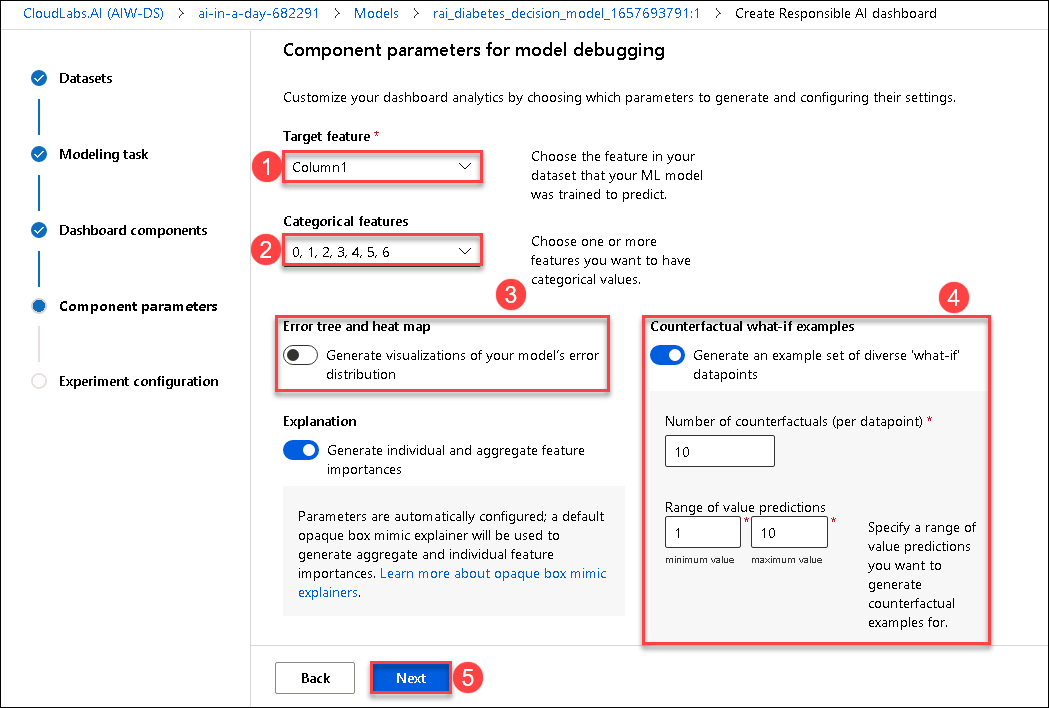 CloudLabs.AI (AIW-DS) > ai-in-a-day-682291 > Models > rai_diabetes_decision_model_1657693791:1 > Create Responsible AI dashboard
Datasets
Modeling task
Dashboard components
Component parameters
Experiment configuration
Component parameters for model debugging
Customize your dashboard analytics by choosing which parameters to generate and configuring their settings.
Target feature *
1
Column1
Choose the feature in your
dataset that your ML model
was trained to predict.
Categorical features
2
0, 1, 2, 3, 4, 5, 6
Choose one or more
features you want to have
categorical values.
3
Error tree and heat map
Generate visualizations of your model's error
distribution
Explanation
Generate individual and aggregate feature
importances
Parameters are automatically configured; a default
opaque box mimic explainer will be used to
generate aggregate and individual feature
importances. Learn more about opaque box mimic
explainers.
4
Counterfactual what-if examples
Generate an example set of diverse 'what-if'
datapoints
Number of counterfactuals (per datapoint) *
10
Range of value predictions
1 * 10 *
minimum value maximum value
Specify a range of
value predictions
you want to
generate
counterfactual
examples for.
Back Next 5